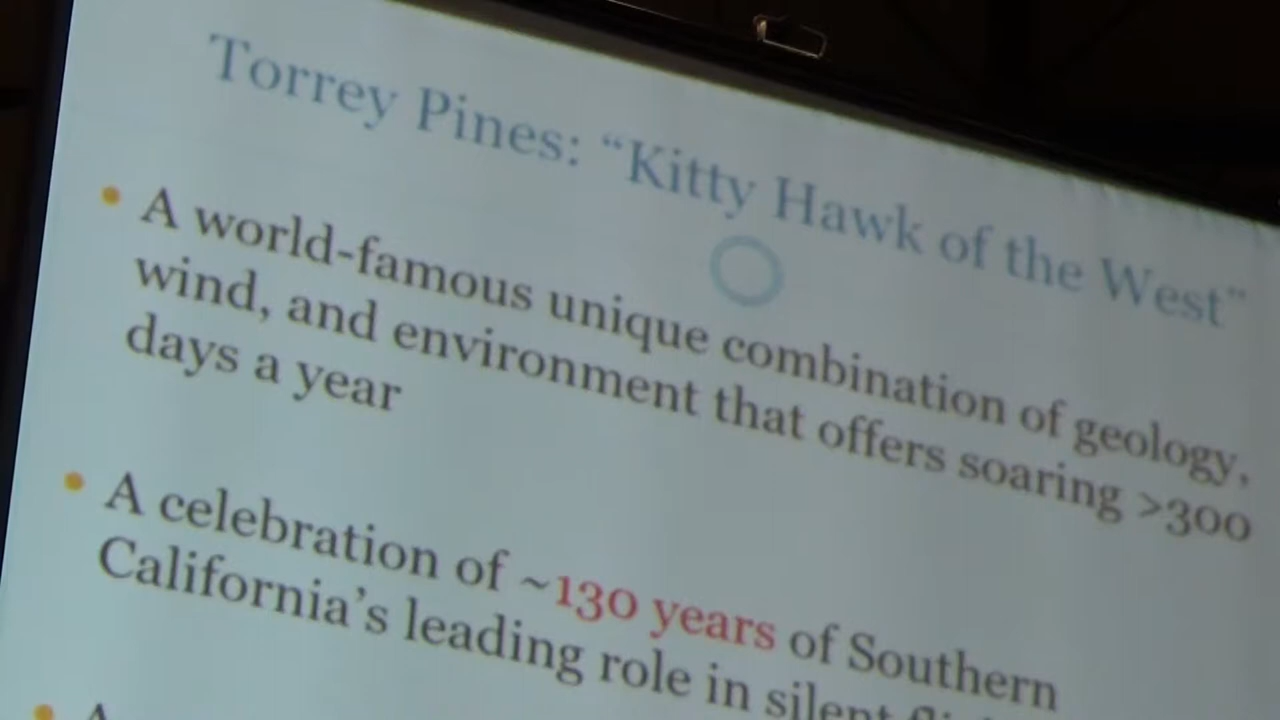 Torrey Pines: “Kitty Hawk of the West”
• A world-famous unique combination of geology,
wind, and environment that offers soaring >300
days a year
• A celebration of ~130 years of Southern
California’s leading role in silent
• A